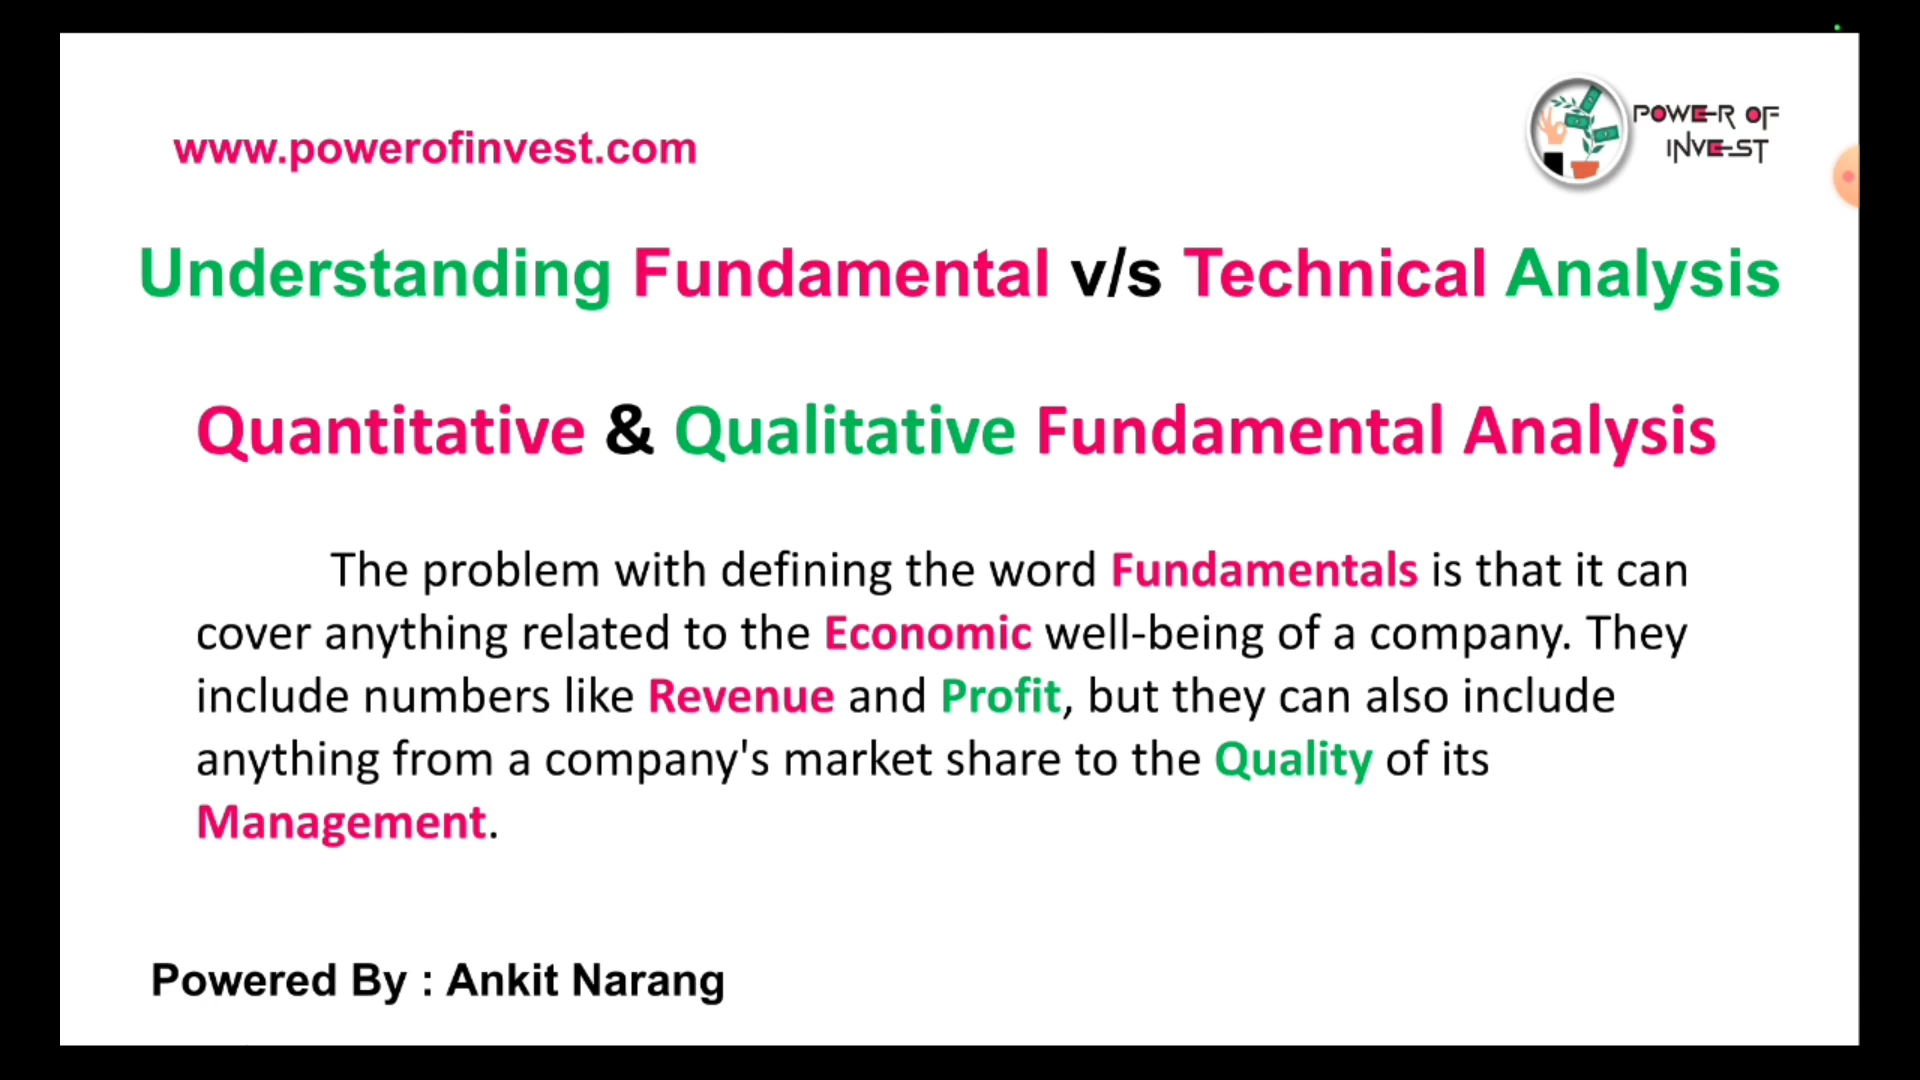 www.powerofinvest.com
POWER OF
INVEST
Understanding Fundamental v/s Technical Analysis
Quantitative & Qualitative Fundamental Analysis
The problem with defining the word Fundamentals is that it can
cover anything related to the Economic well-being of a company. They
include numbers like Revenue and Profit, but they can also include
anything from a company's market share to the Quality of its
Management.
Powered By : Ankit Narang